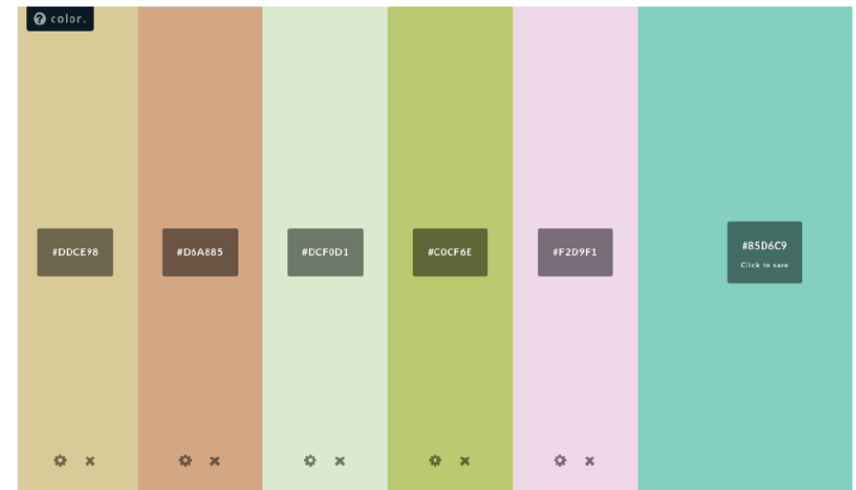 color.
#DDCE98
#D6A885
#DCF0D1
#C0CF6E
#F2D9F1
#85D6C9
Click to save